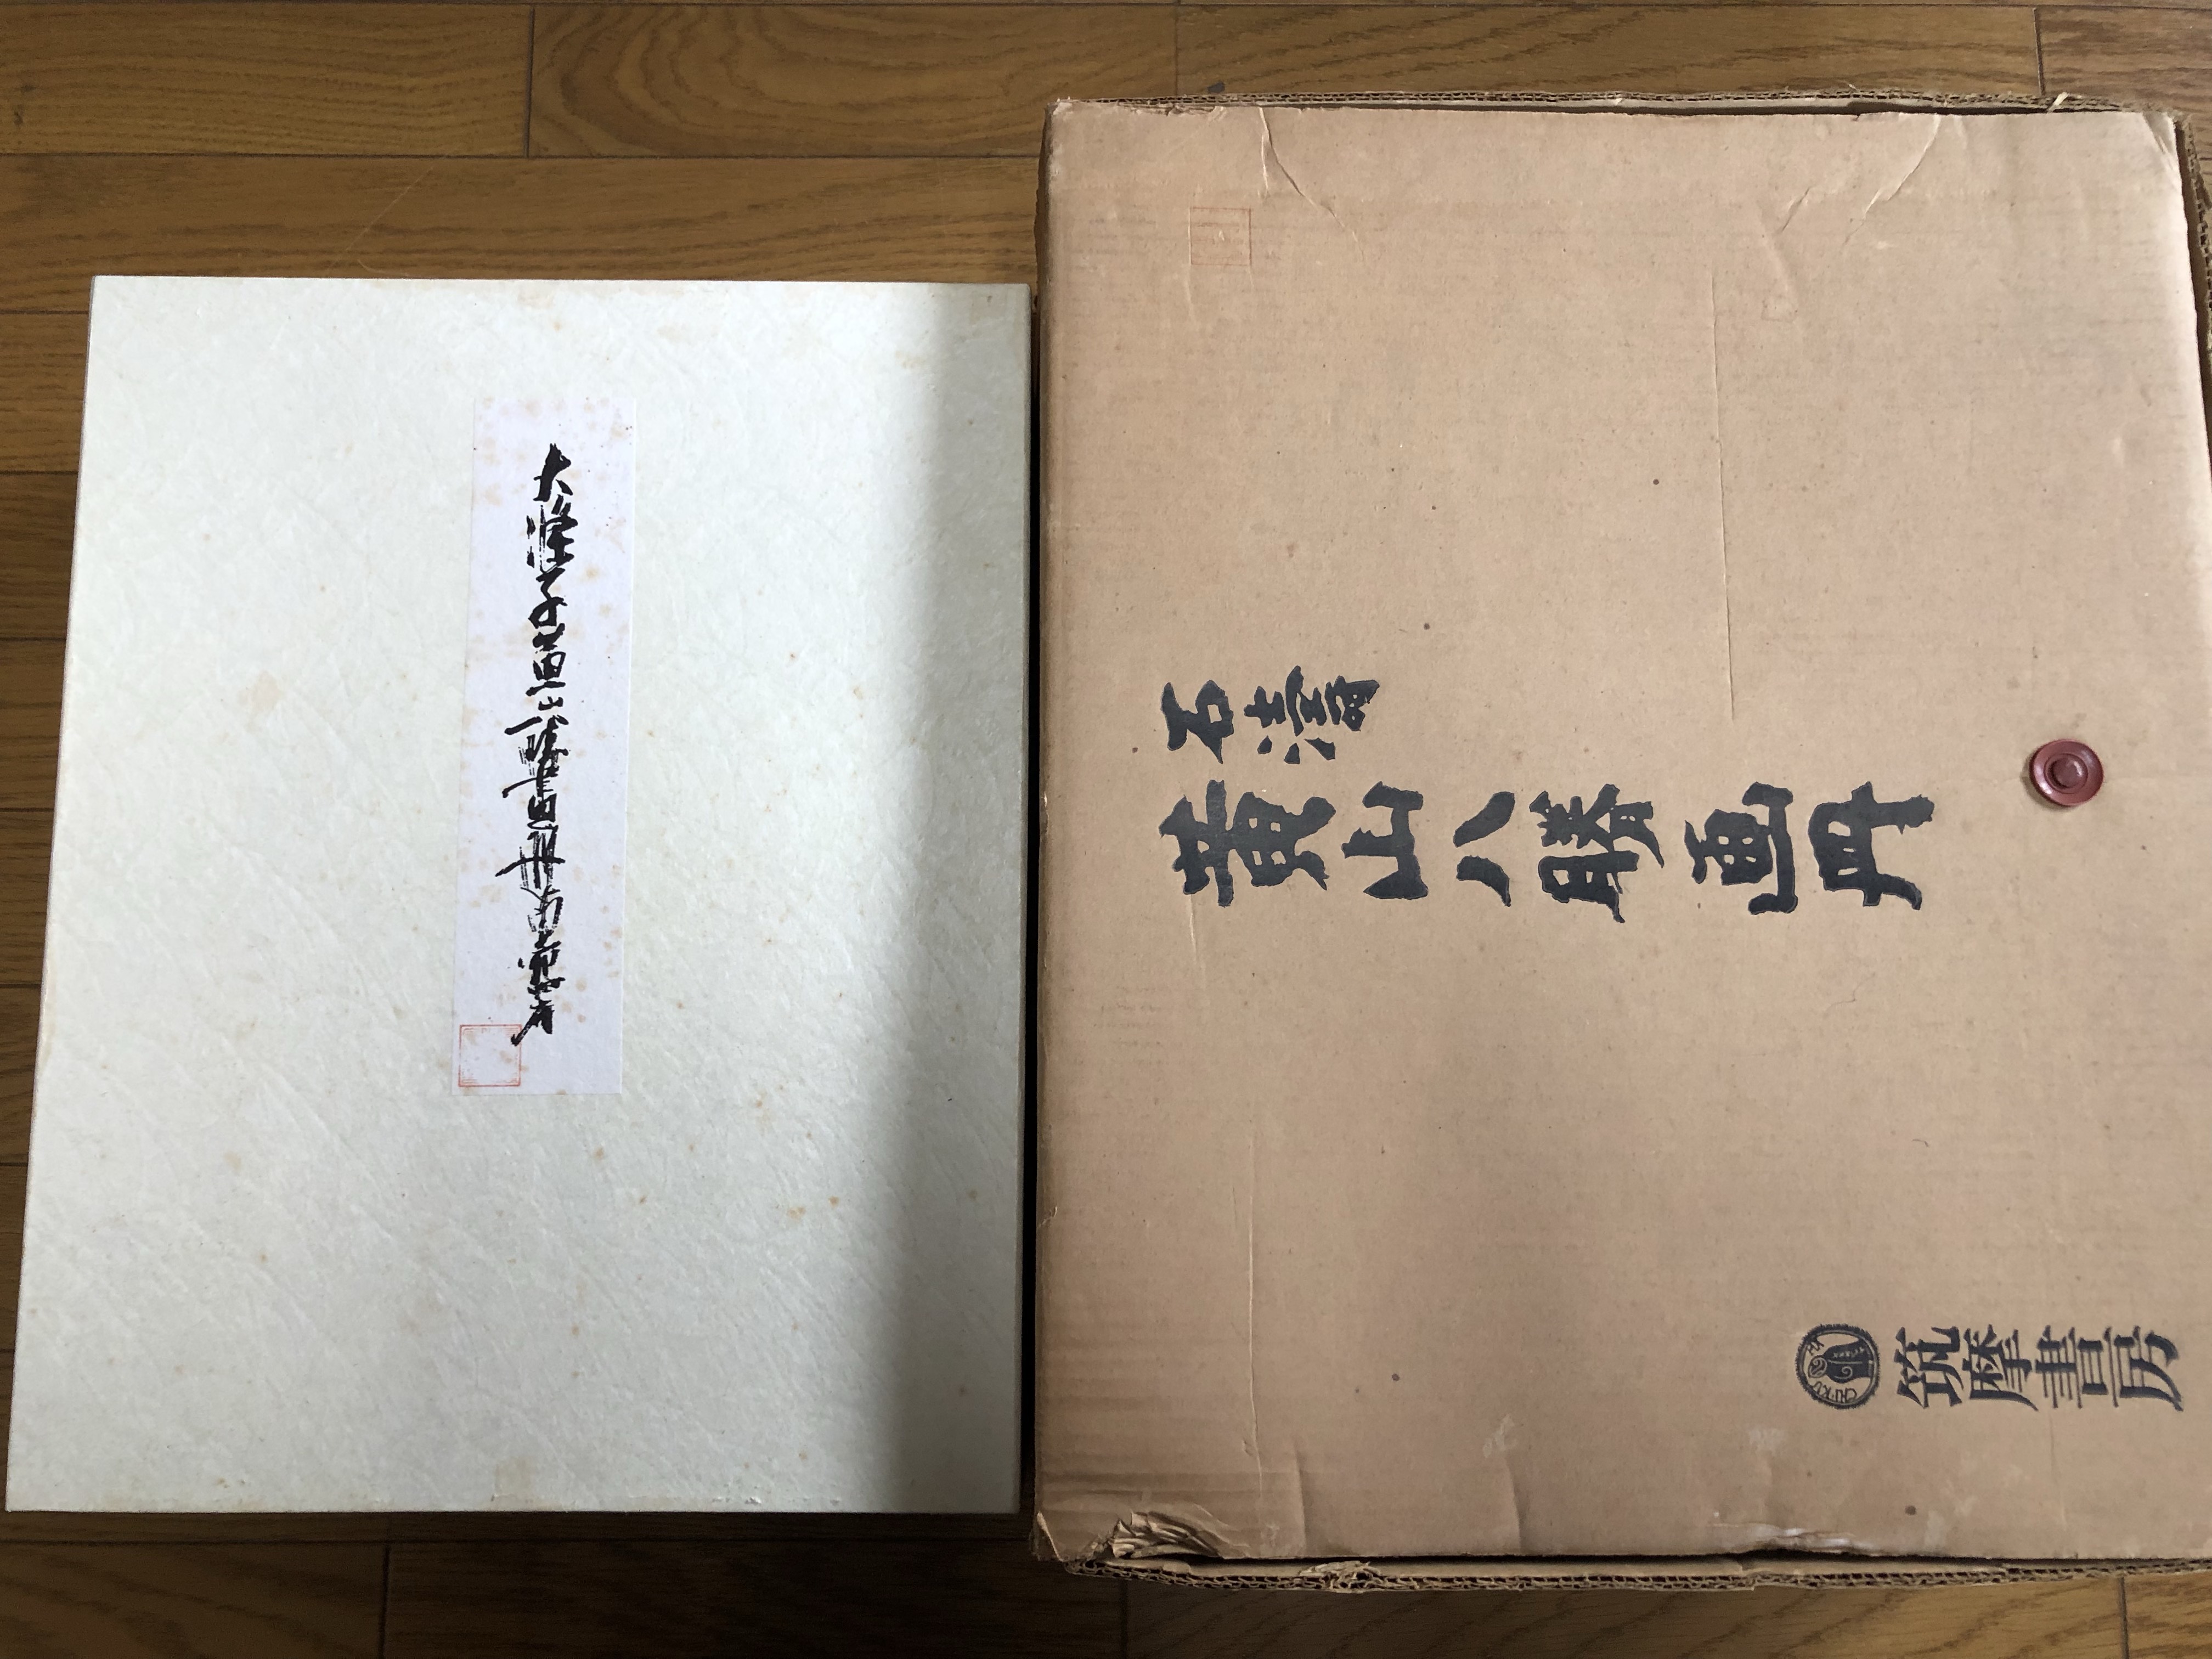 大滌子黄山八勝畫冊
石濤
黄山八勝画冊
筑摩書房